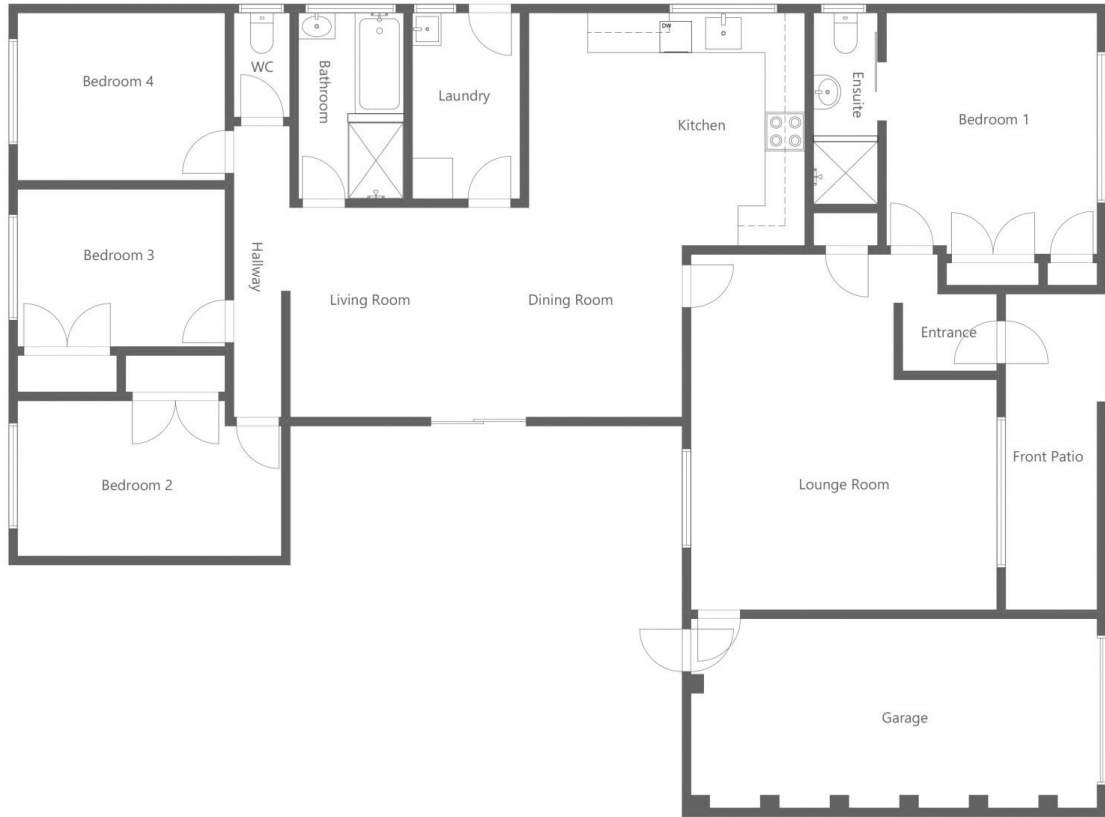 Bedroom 4
WC
Bathroom
Laundry
DW
Kitchen
Ensuite
Bedroom 1
Bedroom 3
Hallway
Living Room
Dining Room
Entrance
Bedroom 2
Lounge Room
Front Patio
Garage